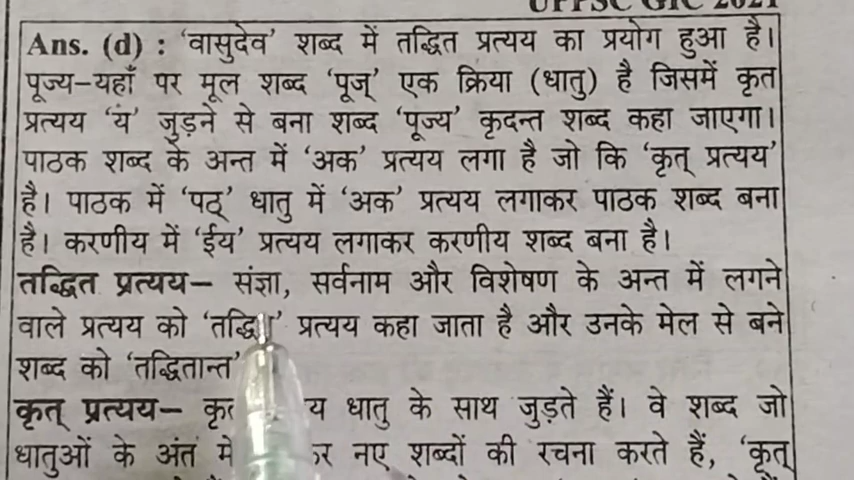 UPPSC GIC 2021
Ans. (d) : 'वासुदेव' शब्द में तद्धित प्रत्यय का प्रयोग हुआ है।
पूज्य–यहाँ पर मूल शब्द 'पूज्' एक क्रिया (धातु) है जिसमें कृत
प्रत्यय 'य' जुड़ने से बना शब्द 'पूज्य' कृदन्त शब्द कहा जाएगा।
पाठक शब्द के अन्त में 'अक' प्रत्यय लगा है जो कि 'कृत् प्रत्यय'
है। पाठक में 'पठ्' धातु में 'अक' प्रत्यय लगाकर पाठक शब्द बना
है। करणीय में 'ईय' प्रत्यय लगाकर करणीय शब्द बना है।
तद्धित प्रत्यय– संज्ञा, सर्वनाम और विशेषण के अन्त में लगने
वाले प्रत्यय को प्रत्यय कहा जाता है और उनके मेल से बने
शब्द को 'तद्धितान्त'
कृत् प्रत्यय– धातु के साथ जुड़ते हैं। वे शब्द जो
धातुओं के अंत नए शब्दों की रचना करते हैं, 'कृत्